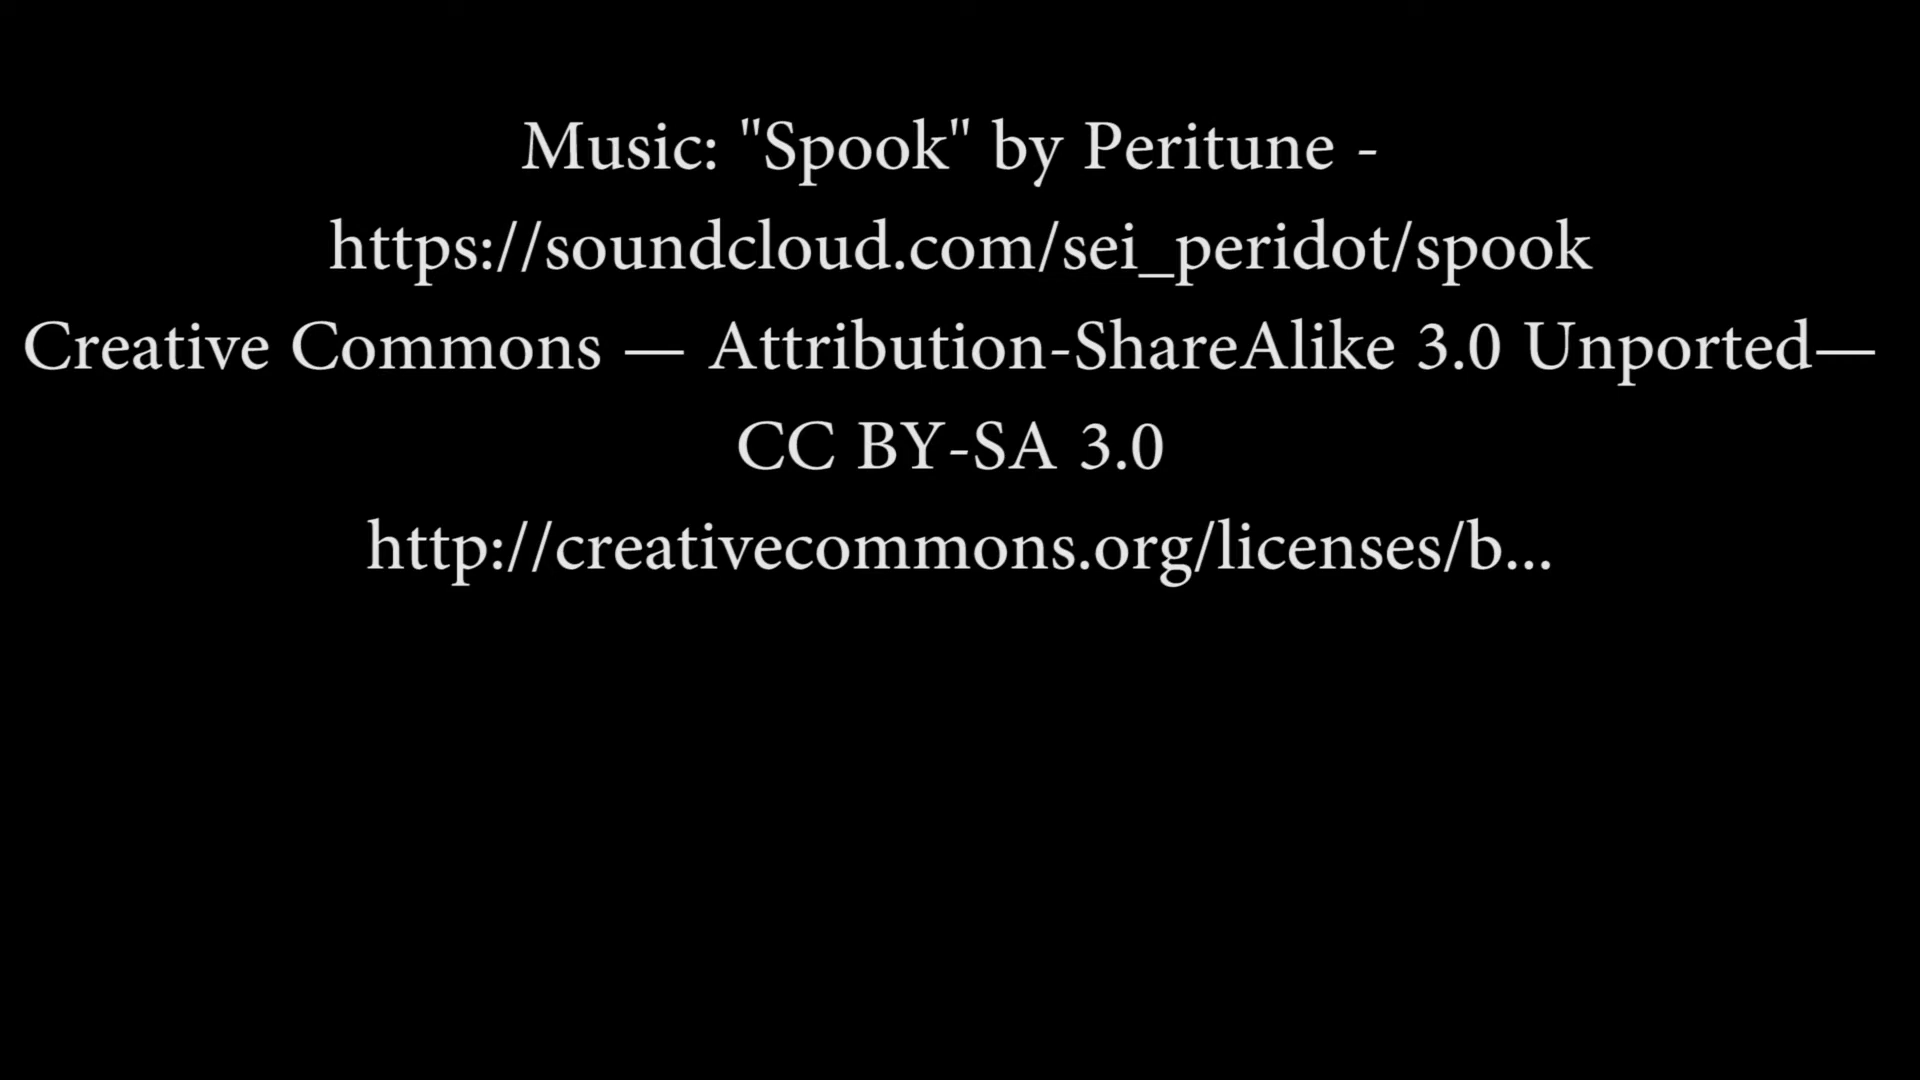 Music: "Spook" by Peritune -
https://soundcloud.com/sei_peridot/spook
Creative Commons — Attribution-ShareAlike 3.0 Unported—
CC BY-SA 3.0
http://creativecommons.org/licenses/b...